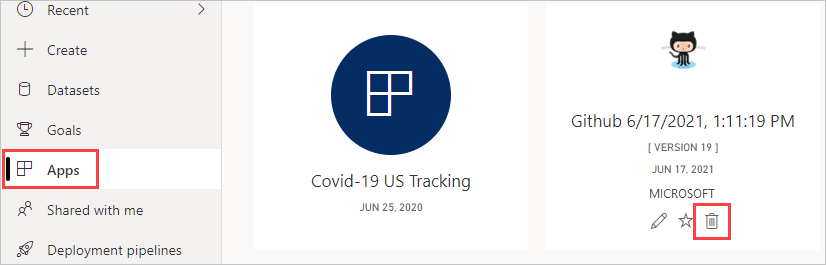 Recent
Create
Datasets
Goals
Apps
Shared with me
Deployment pipelines
Covid-19 US Tracking
JUN 25, 2020
Github 6/17/2021, 1:11:19 PM
[ VERSION 19 ]
JUN 17, 2021
MICROSOFT